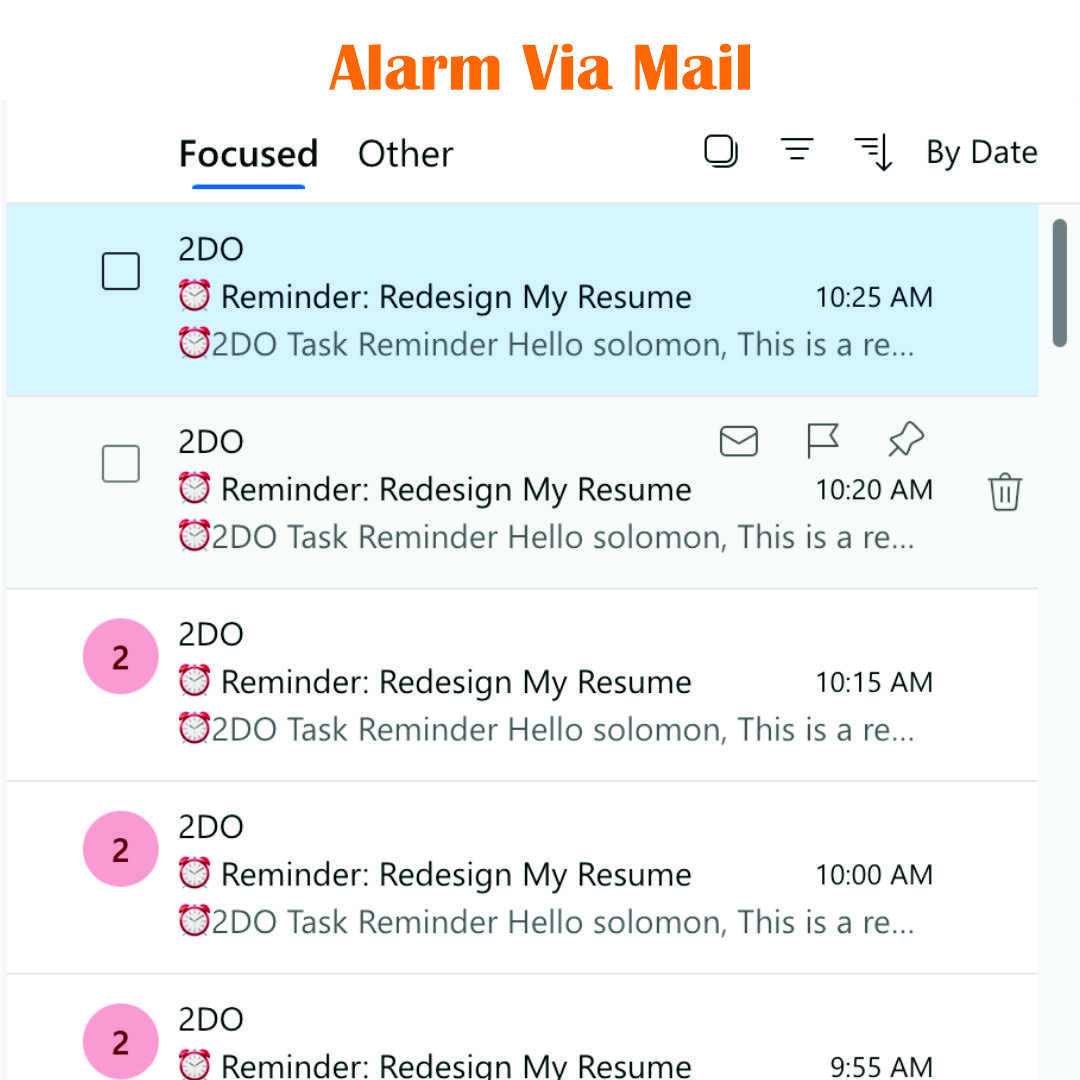 Alarm Via Mail
Focused Other By Date
2DO
⏰ Reminder: Redesign My Resume 10:25 AM
⏰2DO Task Reminder Hello solomon, This is a re...
2DO
⏰ Reminder: Redesign My Resume 10:20 AM
⏰2DO Task Reminder Hello solomon, This is a re...
2
2DO
⏰ Reminder: Redesign My Resume 10:15 AM
⏰2DO Task Reminder Hello solomon, This is a re...
2
2DO
⏰ Reminder: Redesign My Resume 10:00 AM
⏰2DO Task Reminder Hello solomon, This is a re...
2
2DO
⏰ Reminder: Redesign My Resume 9:55 AM